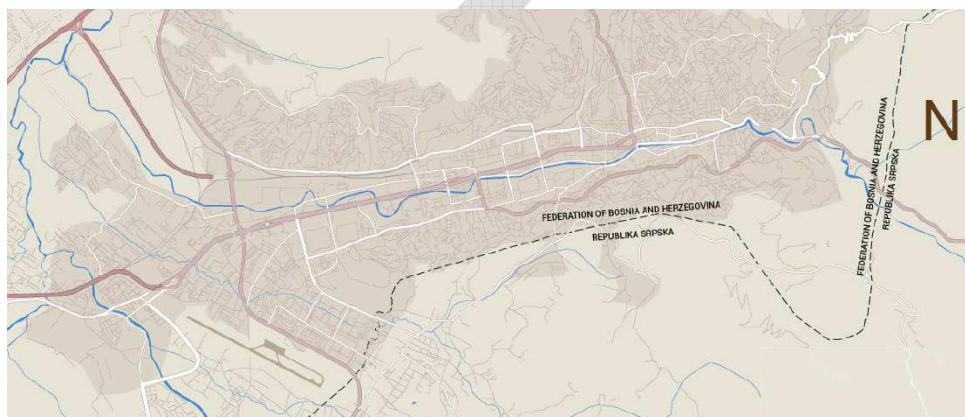 N
FEDERATION OF BOSNIA AND HERZEGOVINA
REPUBLIKA SRPSKA
FEDERATION OF BOSNIA AND HERZEGOVINA
REPUBLIKA SRPSKA